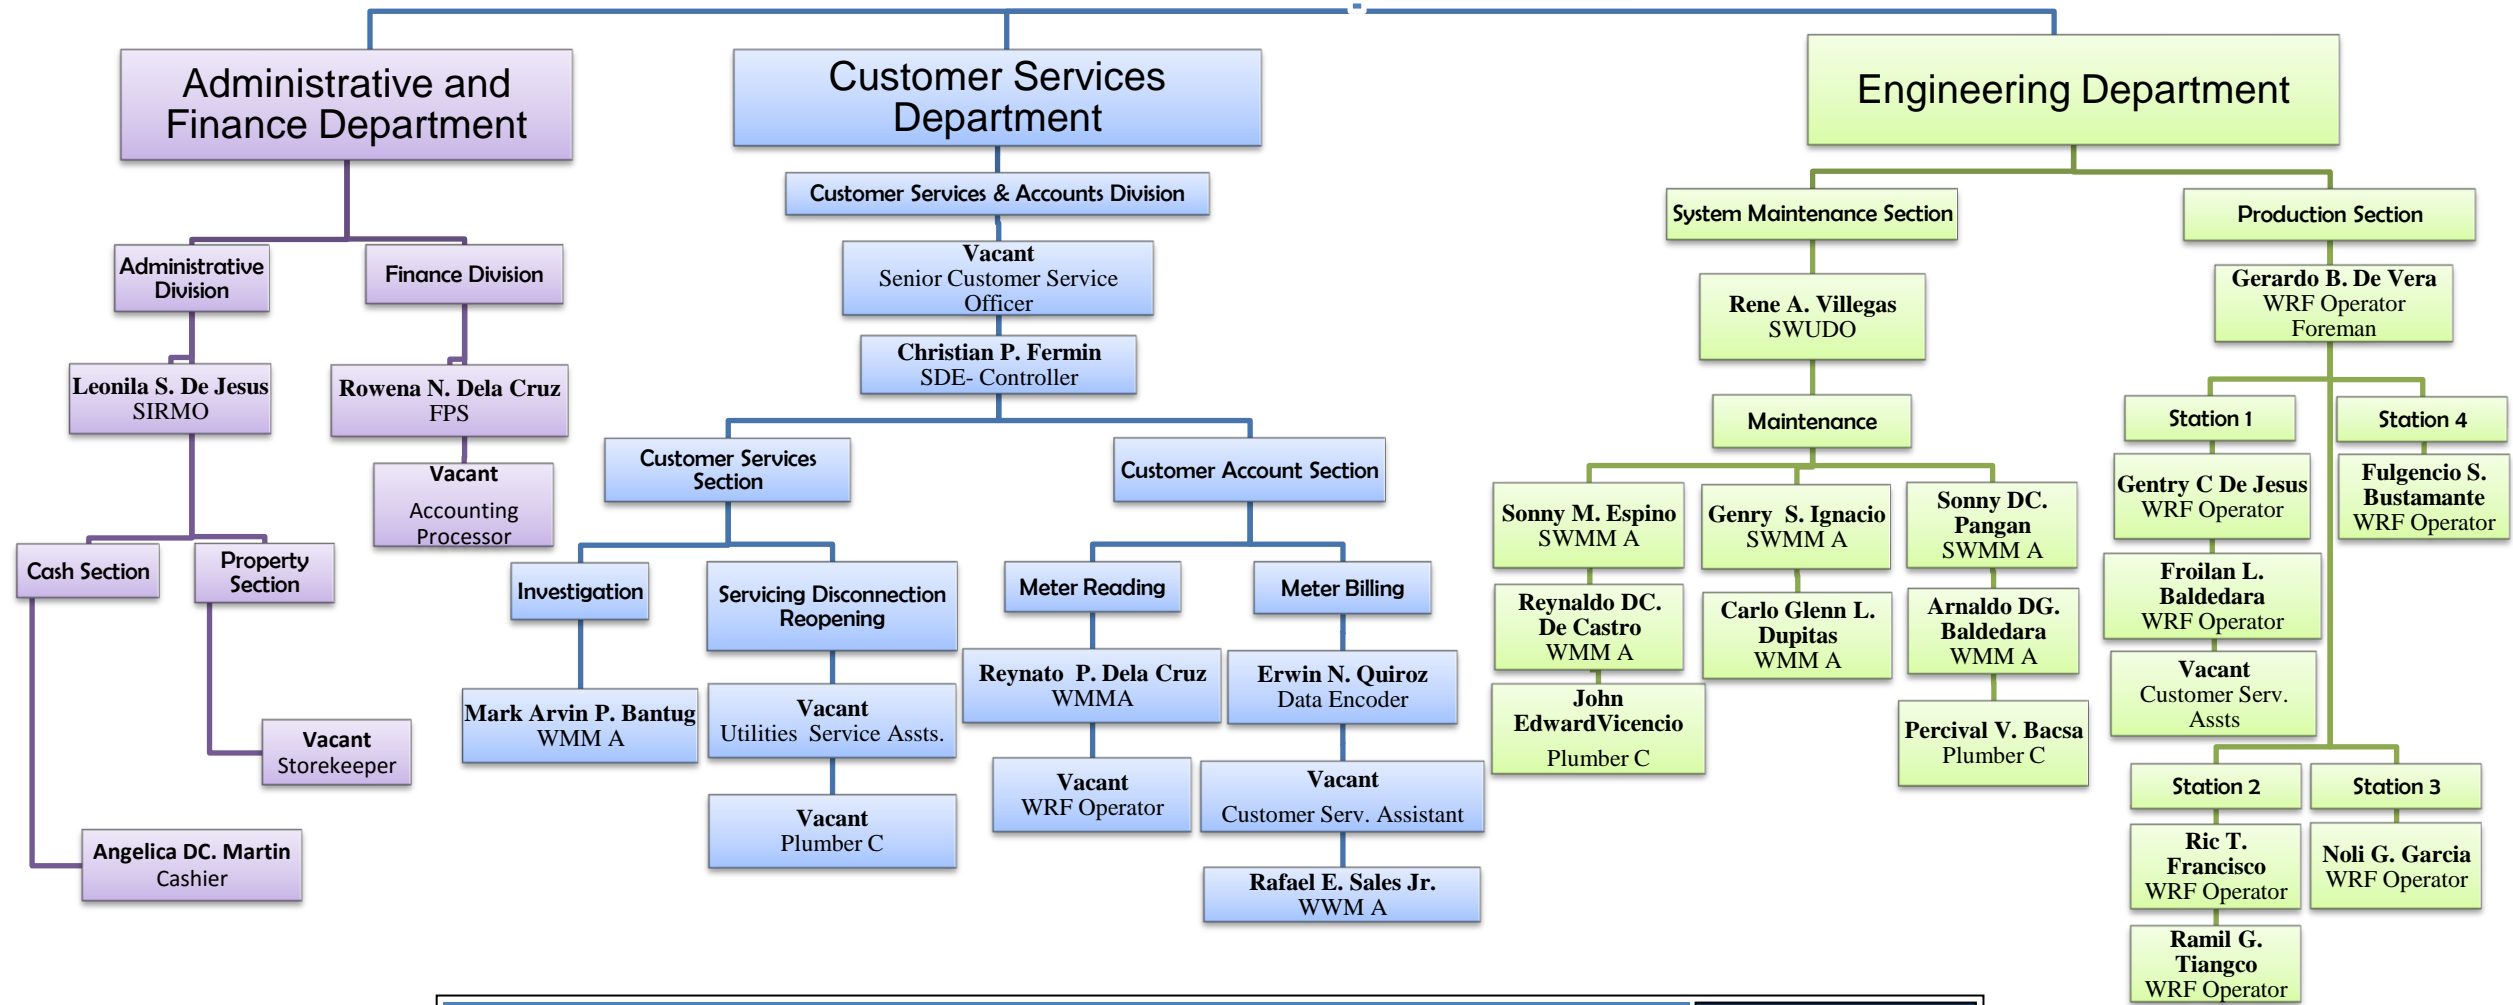 Administrative and
Finance Department
Customer Services
Department
Engineering Department
Customer Services & Accounts Division
System Maintenance Section
Production Section
Administrative
Division
Finance Division
Vacant
Senior Customer Service
Officer
Rene A. Villegas
SWUDO
Gerardo B. De Vera
WRF Operator
Foreman
Leonila S. De Jesus
SIRMO
Rowena N. Dela Cruz
FPS
Christian P. Fermin
SDE- Controller
Maintenance
Station 1
Station 4
Vacant
Accounting
Processor
Customer Services
Section
Customer Account Section
Sonny M. Espino
SWMM A
Genry  S. Ignacio
SWMM A
Sonny DC.
Pangan
SWMM A
Gentry C De Jesus
WRF Operator
Fulgencio S.
Bustamante
WRF Operator
Cash Section
Property
Section
Investigation
Servicing Disconnection
Reopening
Meter Reading
Meter Billing
Reynaldo DC.
De Castro
WMM A
Carlo Glenn L.
Dupitas
WMM A
Arnaldo DG.
Baldedara
WMM A
Froilan L.
Baldedara
WRF Operator
Mark Arvin P. Bantug
WMM A
Vacant
Utilities  Service Assts.
Reynato  P. Dela Cruz
WMMA
Erwin N. Quiroz
Data Encoder
John
EdwardVicencio
Plumber C
Percival V. Bacsa
Plumber C
Vacant
Customer Serv.
Assts
Vacant
Storekeeper
Vacant
Plumber C
Vacant
WRF Operator
Vacant
Customer Serv. Assistant
Station 2
Station 3
Angelica DC. Martin
Cashier
Rafael E. Sales Jr.
WWM A
Ric T.
Francisco
WRF Operator
Noli G. Garcia
WRF Operator
Ramil G.
Tiangco
WRF Operator